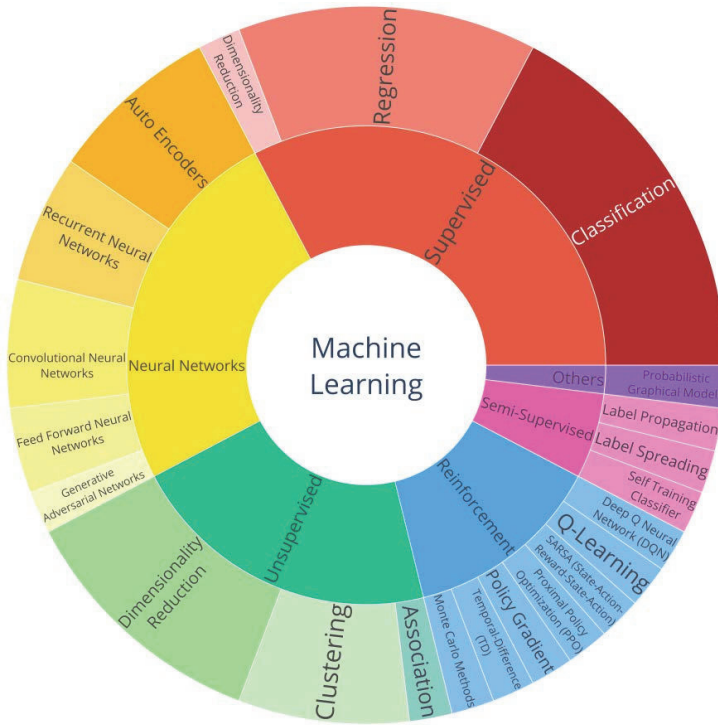 Machine
Learning
Supervised
Classification
Regression
Dimensionality
Reduction
Neural Networks
Auto Encoders
Recurrent Neural
Networks
Convolutional Neural
Networks
Feed Forward Neural
Networks
Generative
Adversarial Networks
Unsupervised
Dimensionality
Reduction
Clustering
Association
Reinforcement
Monte Carlo Methods
Temporal-Difference
(TD)
Policy Gradient
Proximal Policy
Optimization (PPO)
SARSA (State-Action-
Reward-State-Action)
Q-Learning
Deep Q Neural
Network (DQN)
Semi-Supervised
Self Training
Classifier
Label Spreading
Label Propagation
Others
Probabilistic
Graphical Model